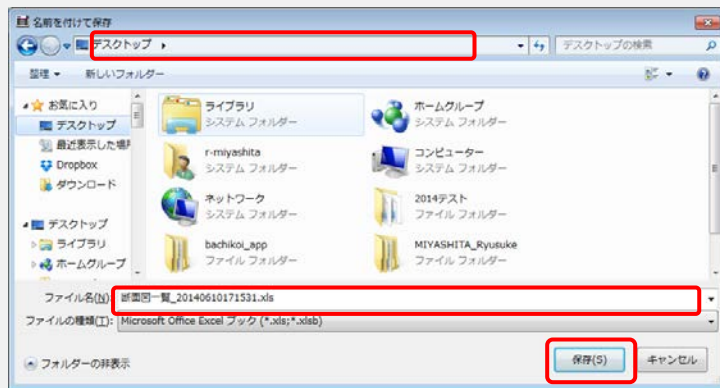 名前を付けて保存
デスクトップ
デスクトップの検索
整理 新しいフォルダー
お気に入り
デスクトップ
最近表示した場所
Dropbox
ダウンロード
デスクトップ
ライブラリ
ホームグループ
ライブラリ
システム フォルダー
ホームグループ
システム フォルダー
r-miyashita
システム フォルダー
コンピューター
システム フォルダー
ネットワーク
システム フォルダー
2014テスト
ファイル フォルダー
bachikoi_app
ファイル フォルダー
MIYASHITA_Ryusuke
ファイル フォルダー
ファイル名(N): 断面図一覧_20140610171531.xls
ファイルの種類(T): Microsoft Office Excel ブック (*.xls;*.xlsb)
フォルダーの非表示
保存(S) キャンセル